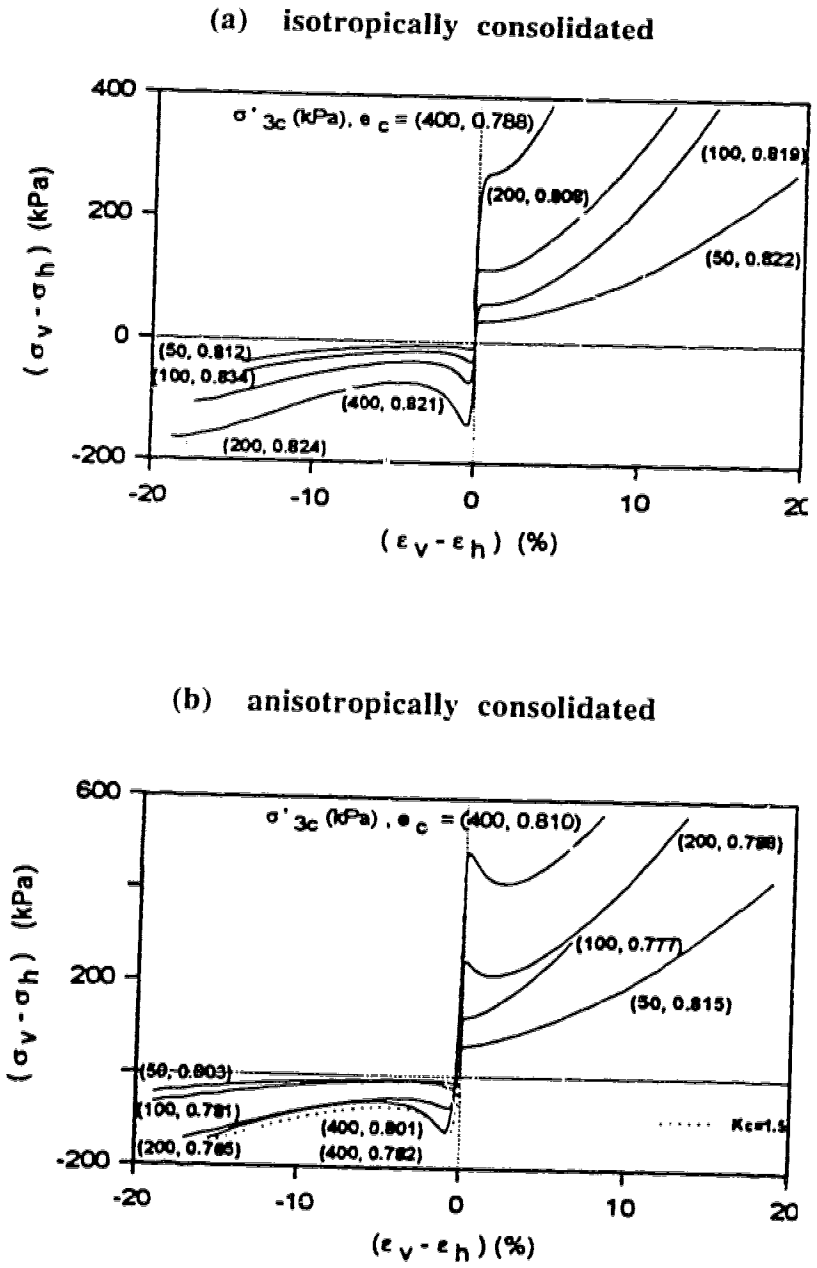 (a) isotropically consolidated
400
σ'3c (kPa), ec = (400, 0.788)
(100, 0.819)
(200, 0.808)
200
(50, 0.822)
0
(50, 0.812)
(100, 0.834)
(400, 0.821)
(200, 0.824)
-200
-20 -10 0 10
(σv - σh) (kPa)
(εv - εh) (%)
(b) anisotropically consolidated
600
σ'3c (kPa), ec = (400, 0.810)
(100, 0.777)
200
(50, 0.815)
(50, 0.803)
(100, 0.781)
(400, 0.801)
Kc=1.5
(200, 0.785)
(400, 0.782)
-200
-20 -10 0 10 20
(σv - σh) (kPa)
(εv - εh) (%)